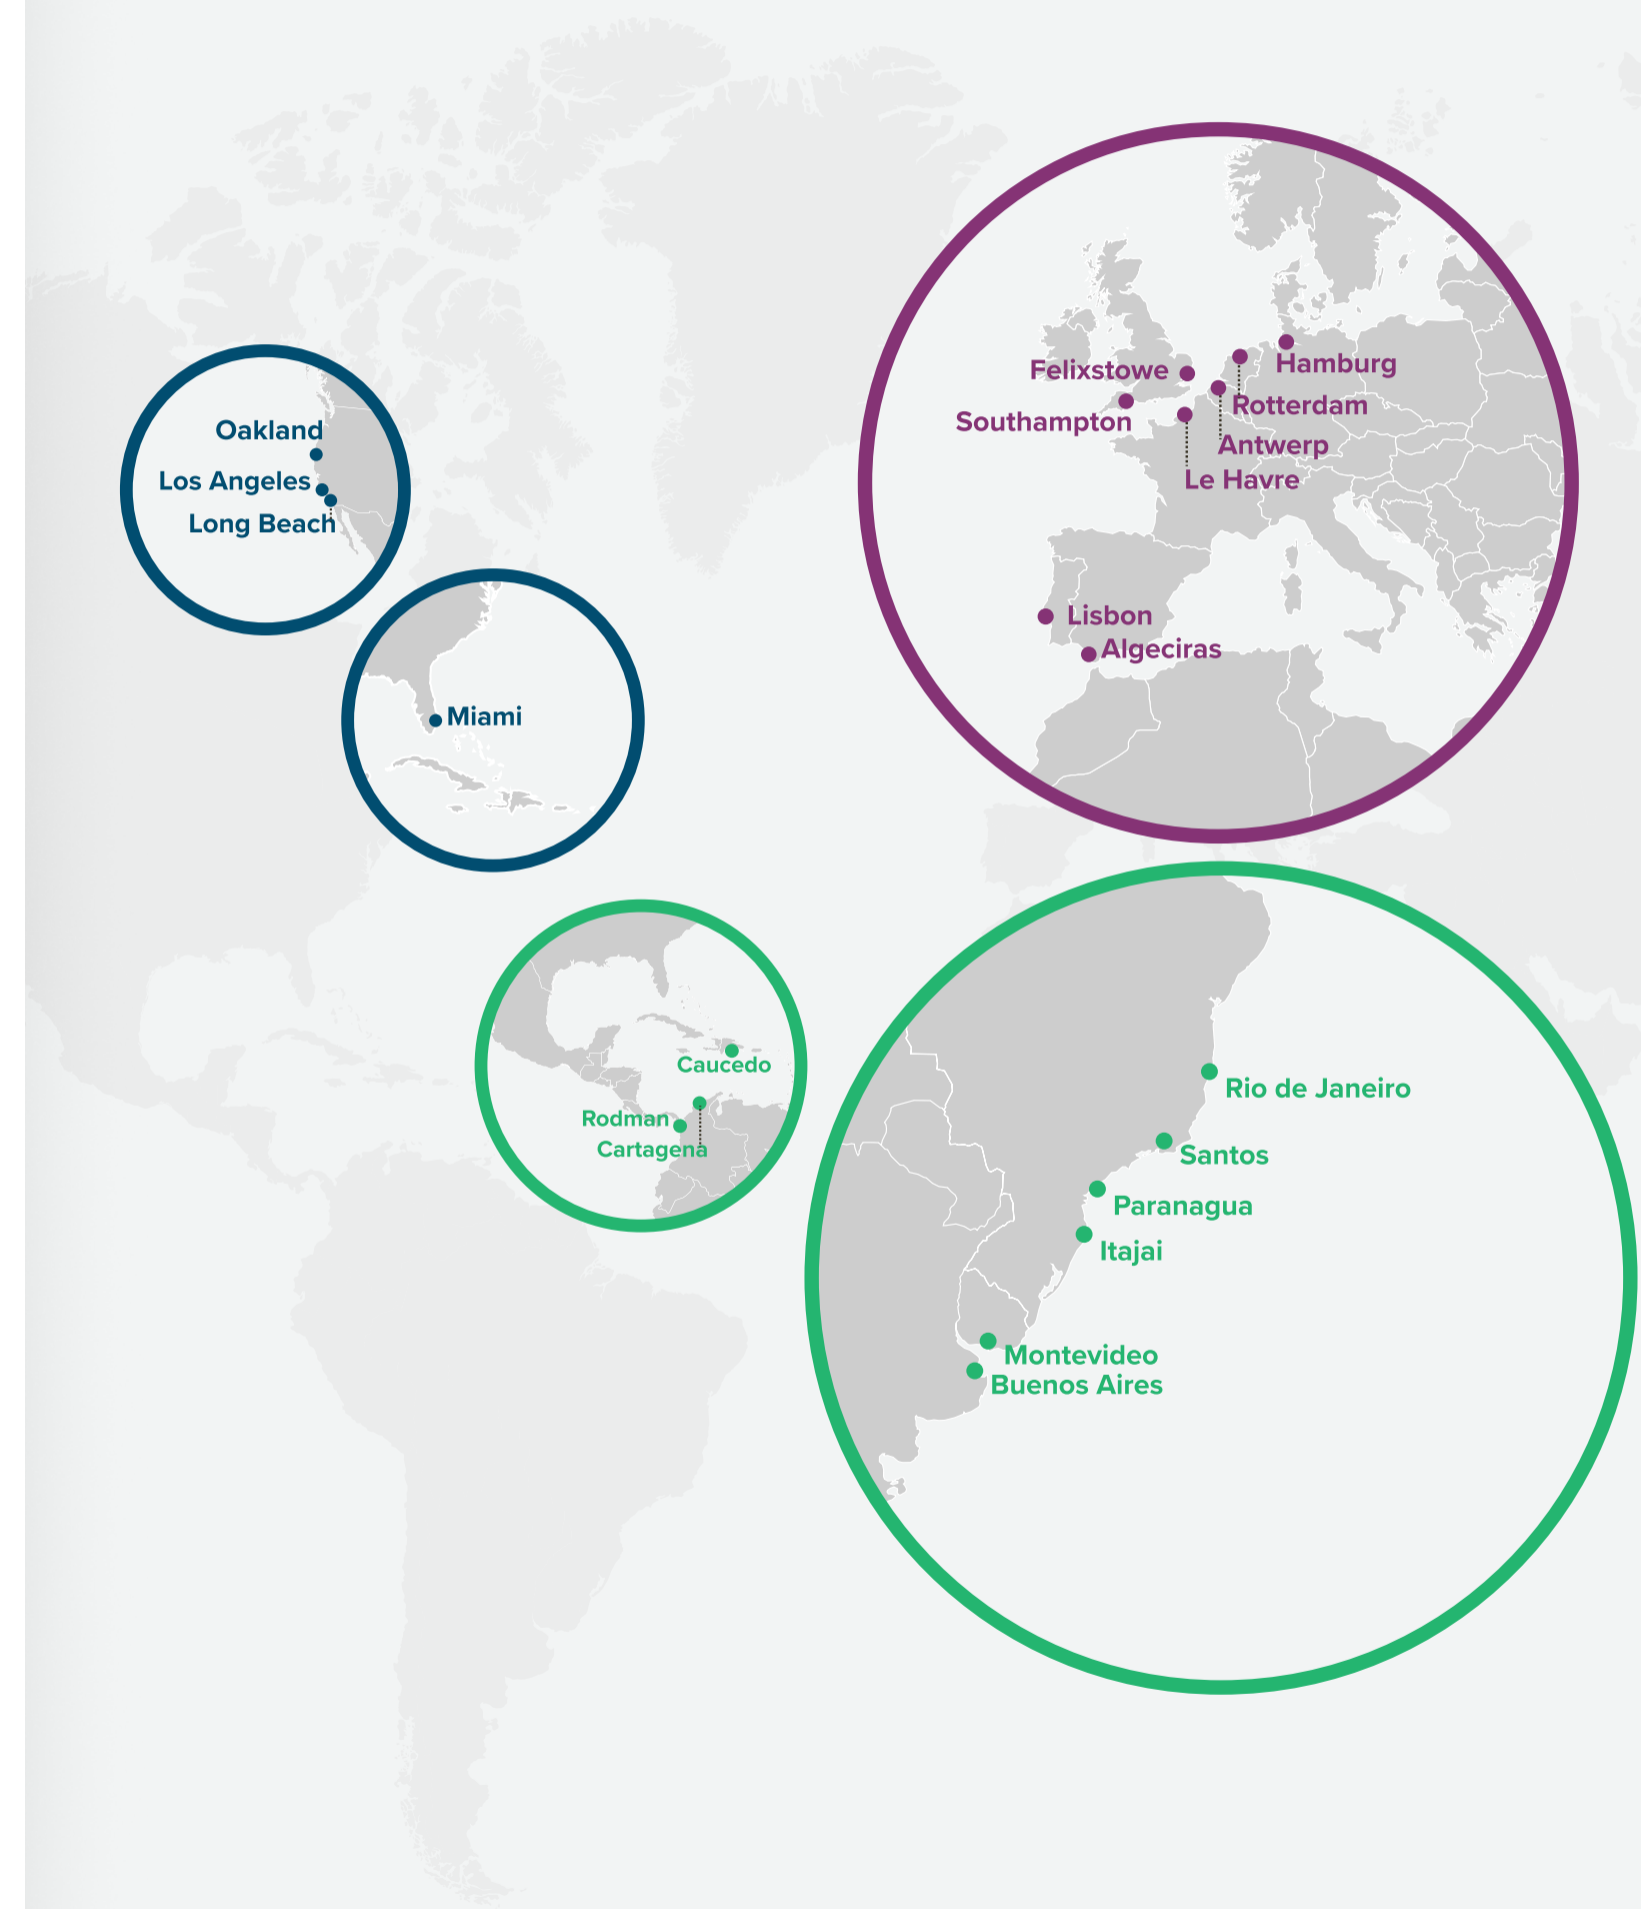 Oakland
Los Angeles
Long Beach
Miami
Felixstowe
Southampton
Hamburg
Rotterdam
Antwerp
Le Havre
Lisbon
Algeciras
Caucedo
Rodman
Cartagena
Rio de Janeiro
Santos
Paranagua
Itajai
Montevideo
Buenos Aires